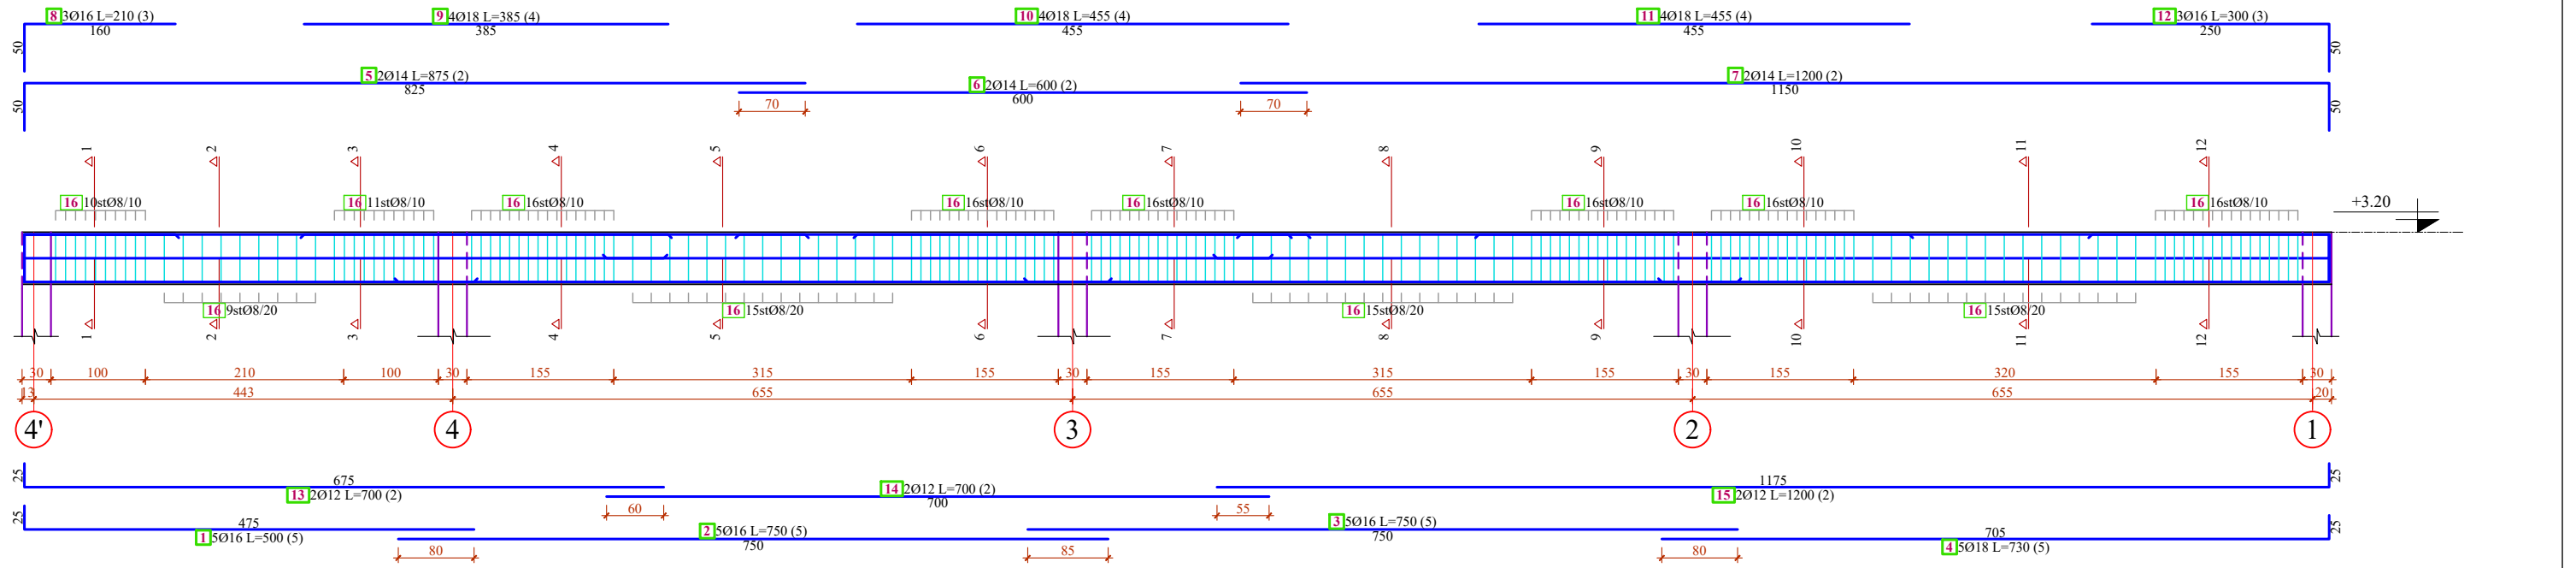 8 3Ø16 L=210 (3)
160
9 4Ø18 L=385 (4)
385
10 4Ø18 L=455 (4)
455
11 4Ø18 L=455 (4)
455
12 3Ø16 L=300 (3)
250
50
50
5 2Ø14 L=875 (2)
825
6 2Ø14 L=600 (2)
600
7 2Ø14 L=1200 (2)
1150
50
50
70
70
1 2 3 4 5 6 7 8 9 10 11 12
16 10stØ8/10
16 11stØ8/10
16 16stØ8/10
16 16stØ8/10
16 16stØ8/10
16 16stØ8/10
16 16stØ8/10
16 16stØ8/10
+3.20
16 9stØ8/20
16 15stØ8/20
16 15stØ8/20
16 15stØ8/20
1 2 3 4 5 6 7 8 9 10 11 12
30 100 210 100 30 155 315 155 30 155 315 155 30 155 320 155 30
13 443 655 655 655 20
4' 4 3 2 1
25
675
13 2Ø12 L=700 (2)
14 2Ø12 L=700 (2)
700
1175
15 2Ø12 L=1200 (2)
25
60
55
25
475
1 5Ø16 L=500 (5)
2 5Ø16 L=750 (5)
750
3 5Ø16 L=750 (5)
750
705
4 5Ø18 L=730 (5)
25
80
85
80